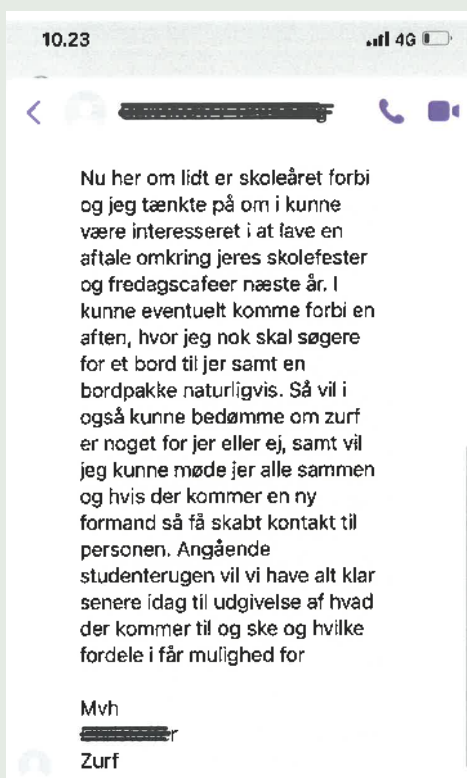 10.23
4G
Nu her om lidt er skoleåret forbi
og jeg tænkte på om i kunne
være interesseret i at lave en
aftale omkring jeres skolefester
og fredagscafeer næste år. I
kunne eventuelt komme forbi en
aften, hvor jeg nok skal søgere
for et bord til jer samt en
bordpakke naturligvis. Så vil i
også kunne bedømme om zurf
er noget for jer eller ej, samt vil
jeg kunne møde jer alle sammen
og hvis der kommer en ny
formand så få skabt kontakt til
personen. Angående
studenterugen vil vi have alt klar
senere idag til udgivelse af hvad
der kommer til og ske og hvilke
fordele i får mulighed for
Mvh
Zurf